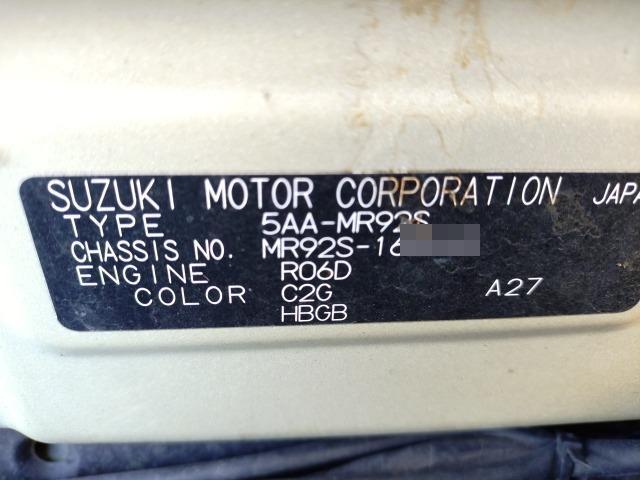 SUZUKI MOTOR CORPORATION JAPA
TYPE 5AA-MR92S
CHASSIS NO. MR92S-16
ENGINE R06D
COLOR C2G A27
HBGB